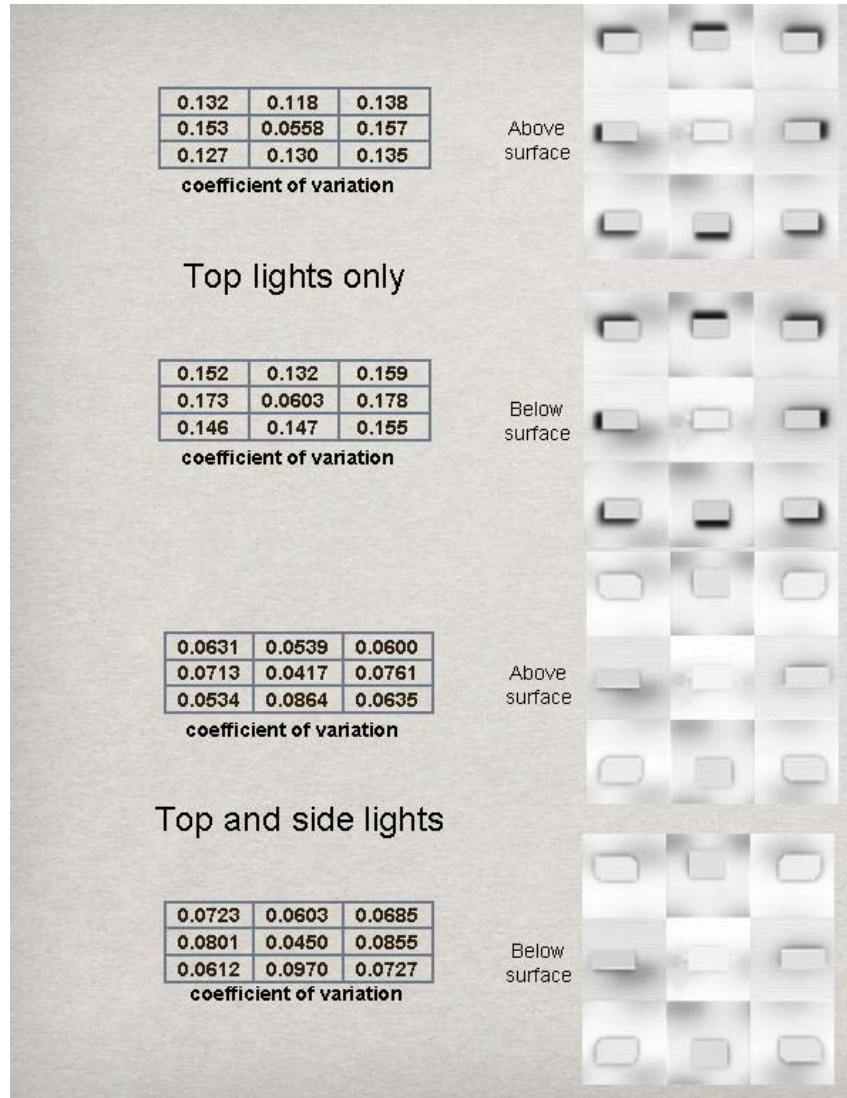 0.132 0.118 0.138
0.153 0.0558 0.157
0.127 0.130 0.135
coefficient of variation
Above
surface
Top lights only
0.152 0.132 0.159
0.173 0.0603 0.178
0.146 0.147 0.155
coefficient of variation
Below
surface
0.0631 0.0539 0.0600
0.0713 0.0417 0.0761
0.0534 0.0864 0.0635
coefficient of variation
Above
surface
Top and side lights
0.0723 0.0603 0.0685
0.0801 0.0450 0.0855
0.0612 0.0970 0.0727
coefficient of variation
Below
surface